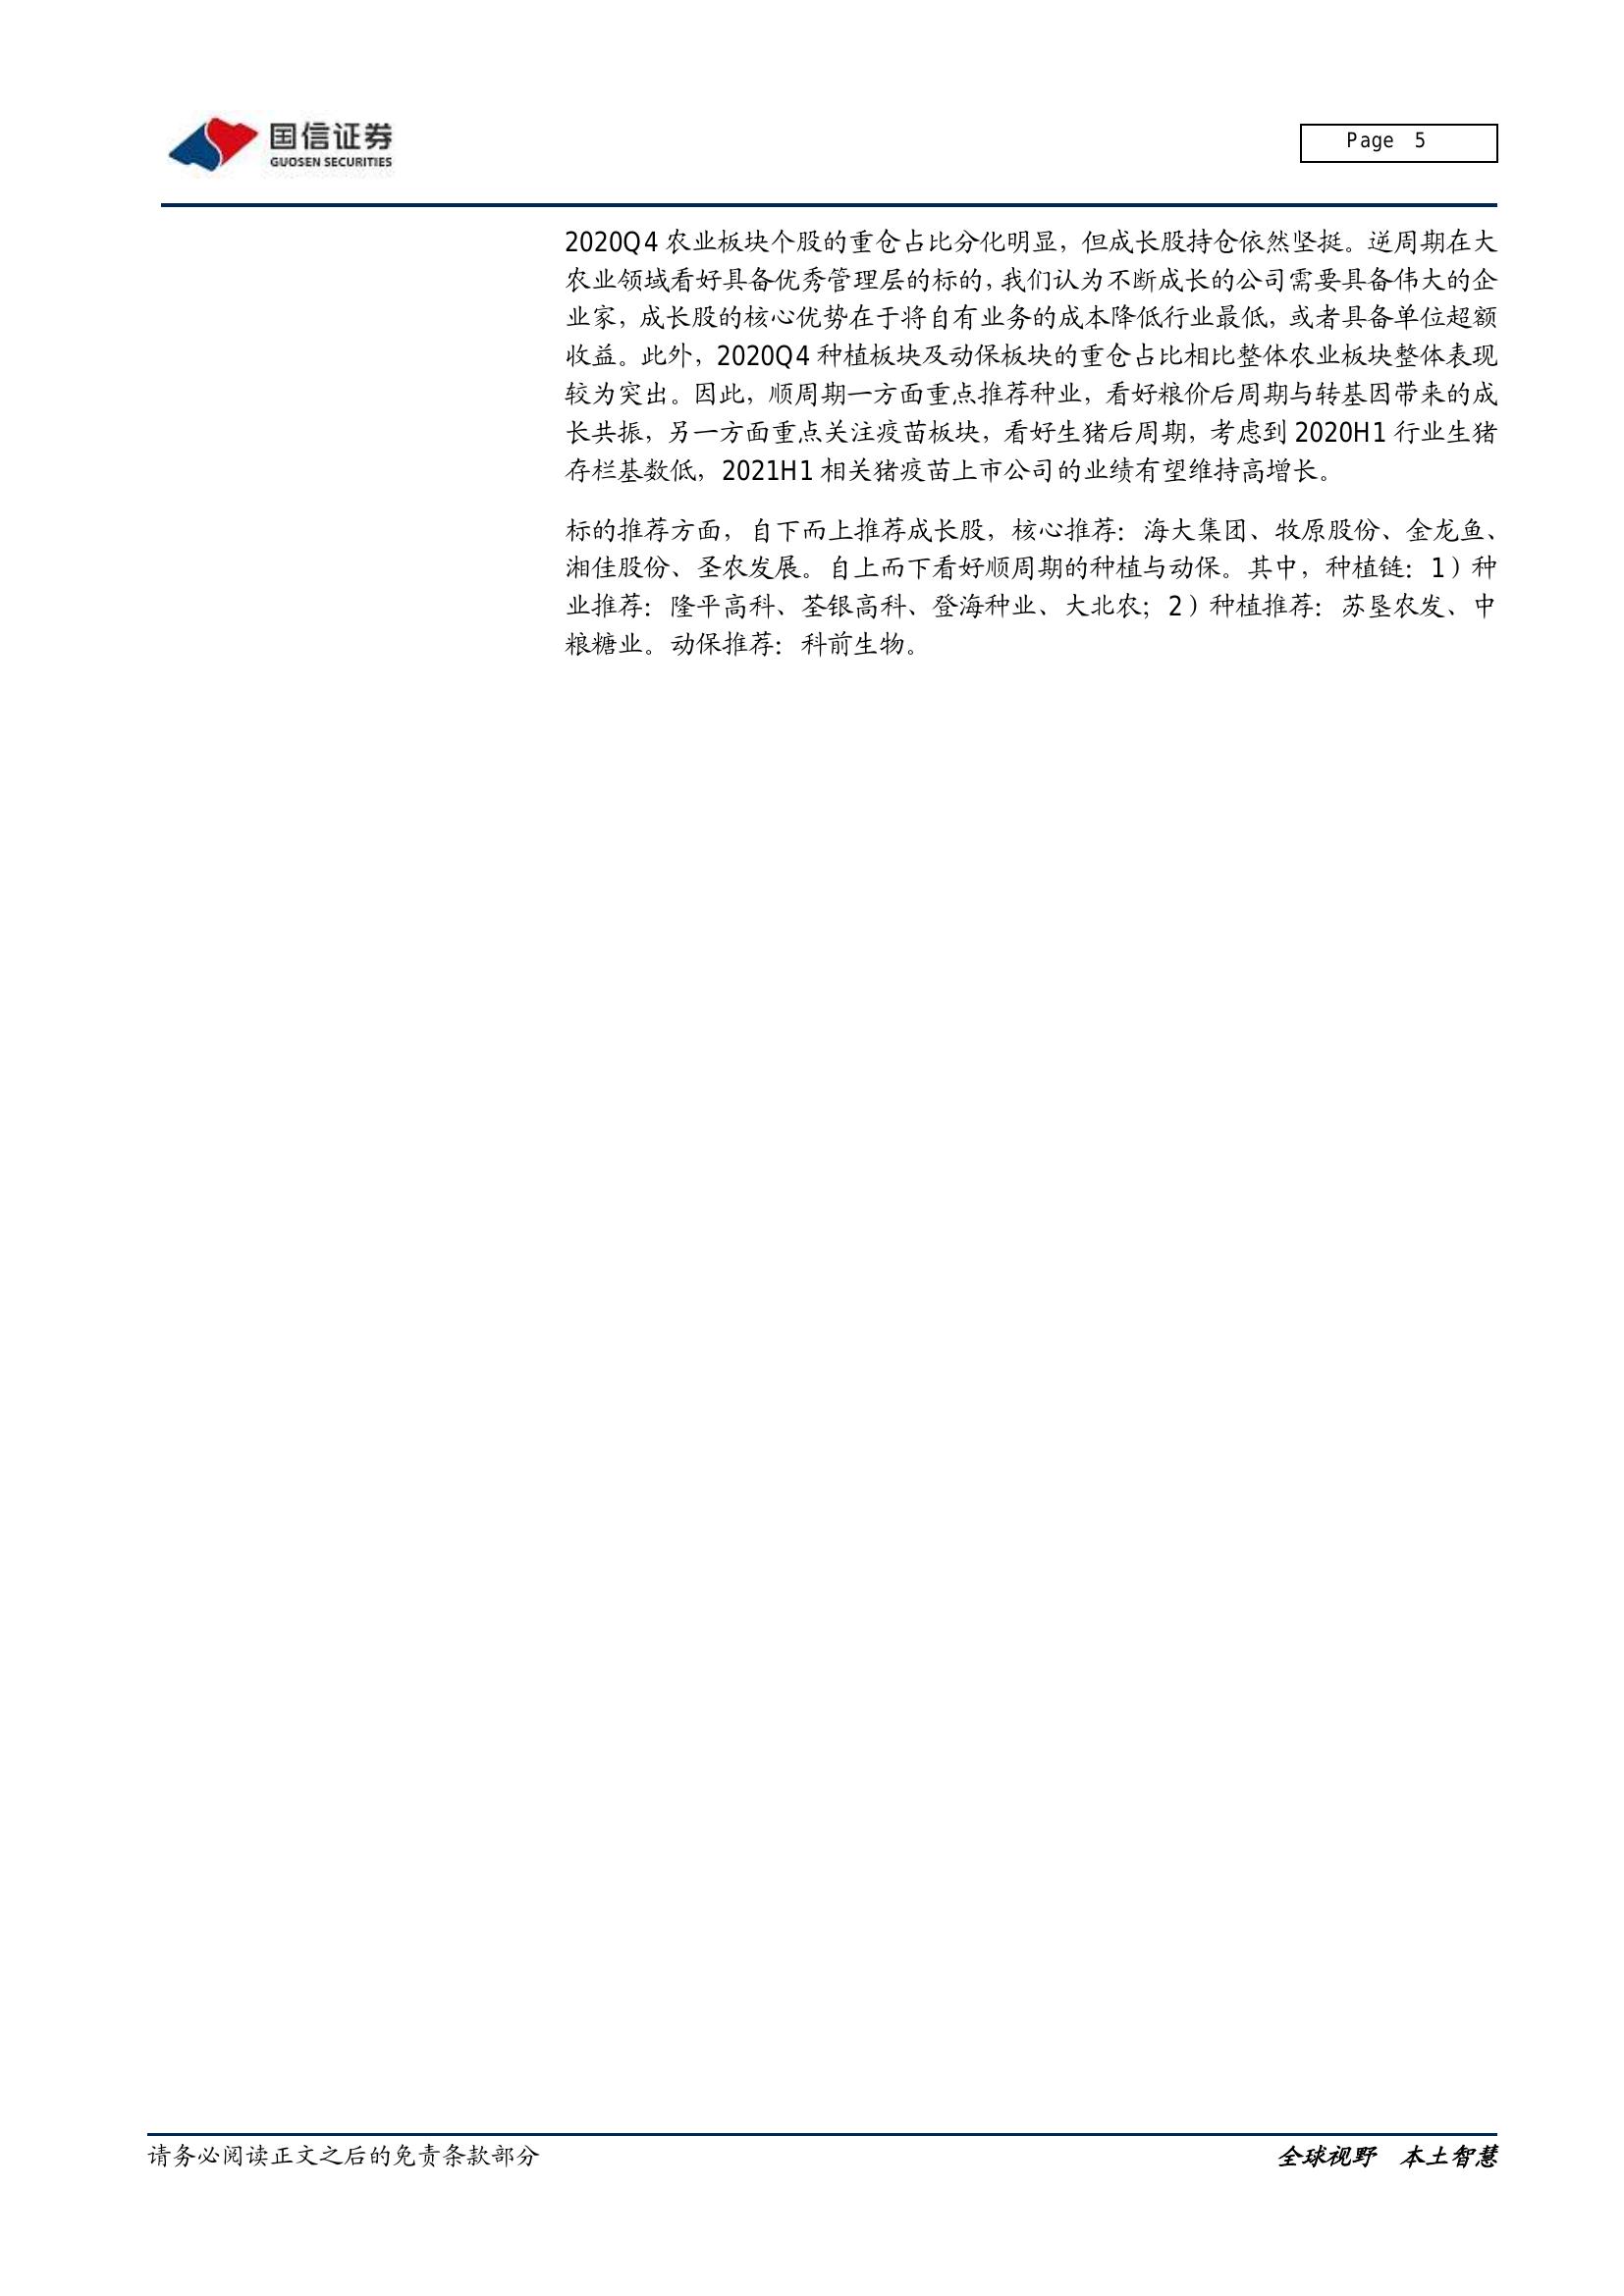 国信证券
GUOSEN SECURITIES
Page 5
2020Q4 农业板块个股的重仓占比分化明显，但成长股持仓依然坚挺。逆周期在大
农业领域看好具备优秀管理层的标的，我们认为不断成长的公司需要具备伟大的企
业家，成长股的核心优势在于将自有业务的成本降低行业最低，或者具备单位超额
收益。此外，2020Q4 种植板块及动保板块的重仓占比相比整体农业板块整体表现
较为突出。因此，顺周期一方面重点推荐种业，看好粮价后周期与转基因带来的成
长共振，另一方面重点关注疫苗板块，看好生猪后周期，考虑到 2020H1 行业生猪
存栏基数低，2021H1 相关猪疫苗上市公司的业绩有望维持高增长。
标的推荐方面，自下而上推荐成长股，核心推荐：海大集团、牧原股份、金龙鱼、
湘佳股份、圣农发展。自上而下看好顺周期的种植与动保。其中，种植链：1）种
业推荐：隆平高科、荃银高科、登海种业、大北农；2）种植推荐：苏垦农发、中
粮糖业。动保推荐：科前生物。
请务必阅读正文之后的免责条款部分
全球视野 本土智慧